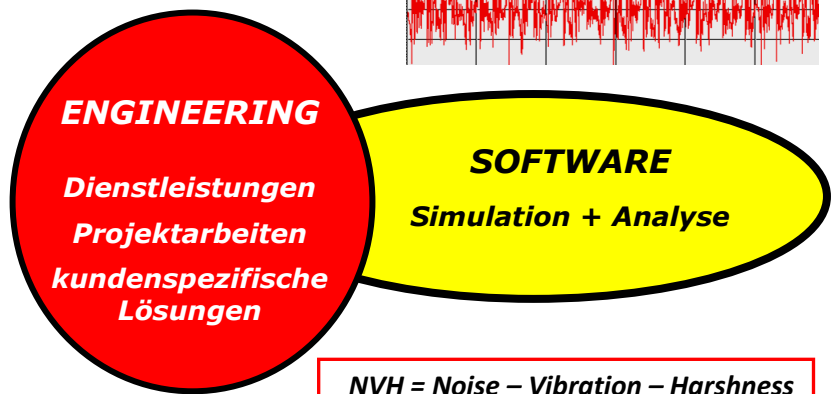 ENGINEERING
Dienstleistungen
Projektarbeiten
kundenspezifische
Lösungen
SOFTWARE
Simulation + Analyse
NVH = Noise – Vibration – Harshness